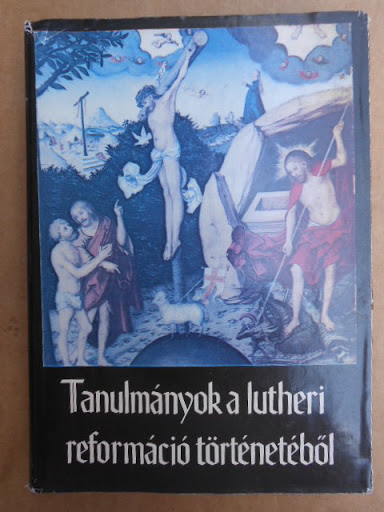 Tanulmányok a lutheri
reformáció történetéből